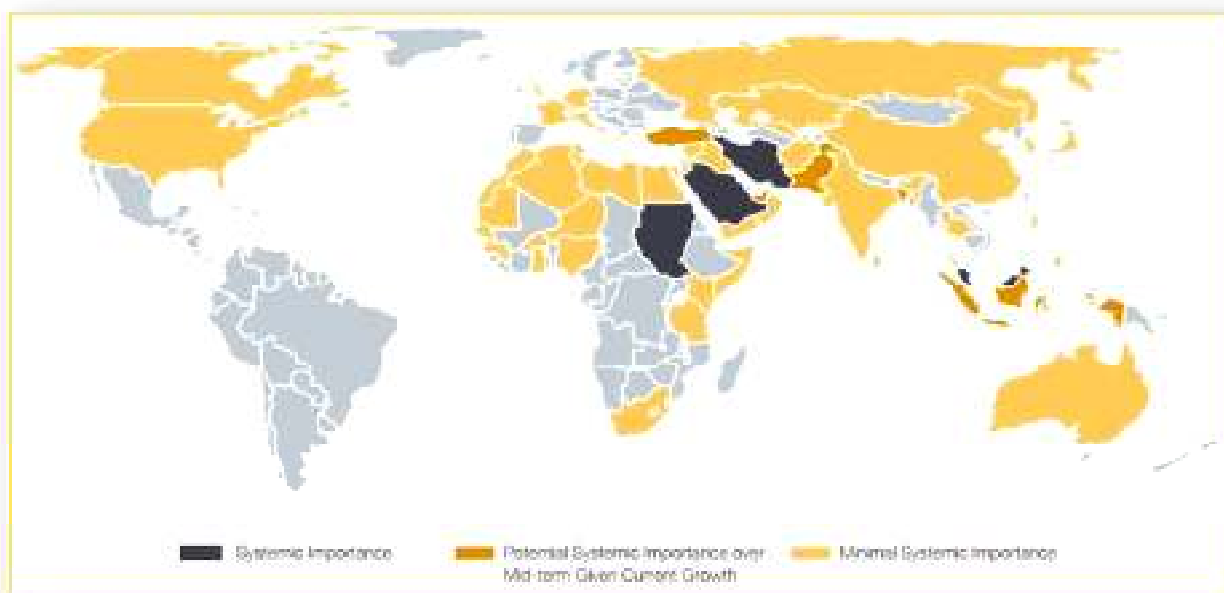 Systemic Importance
Potential Systemic Importance over
Mid-term Given Current Growth
Minimal Systemic Importance